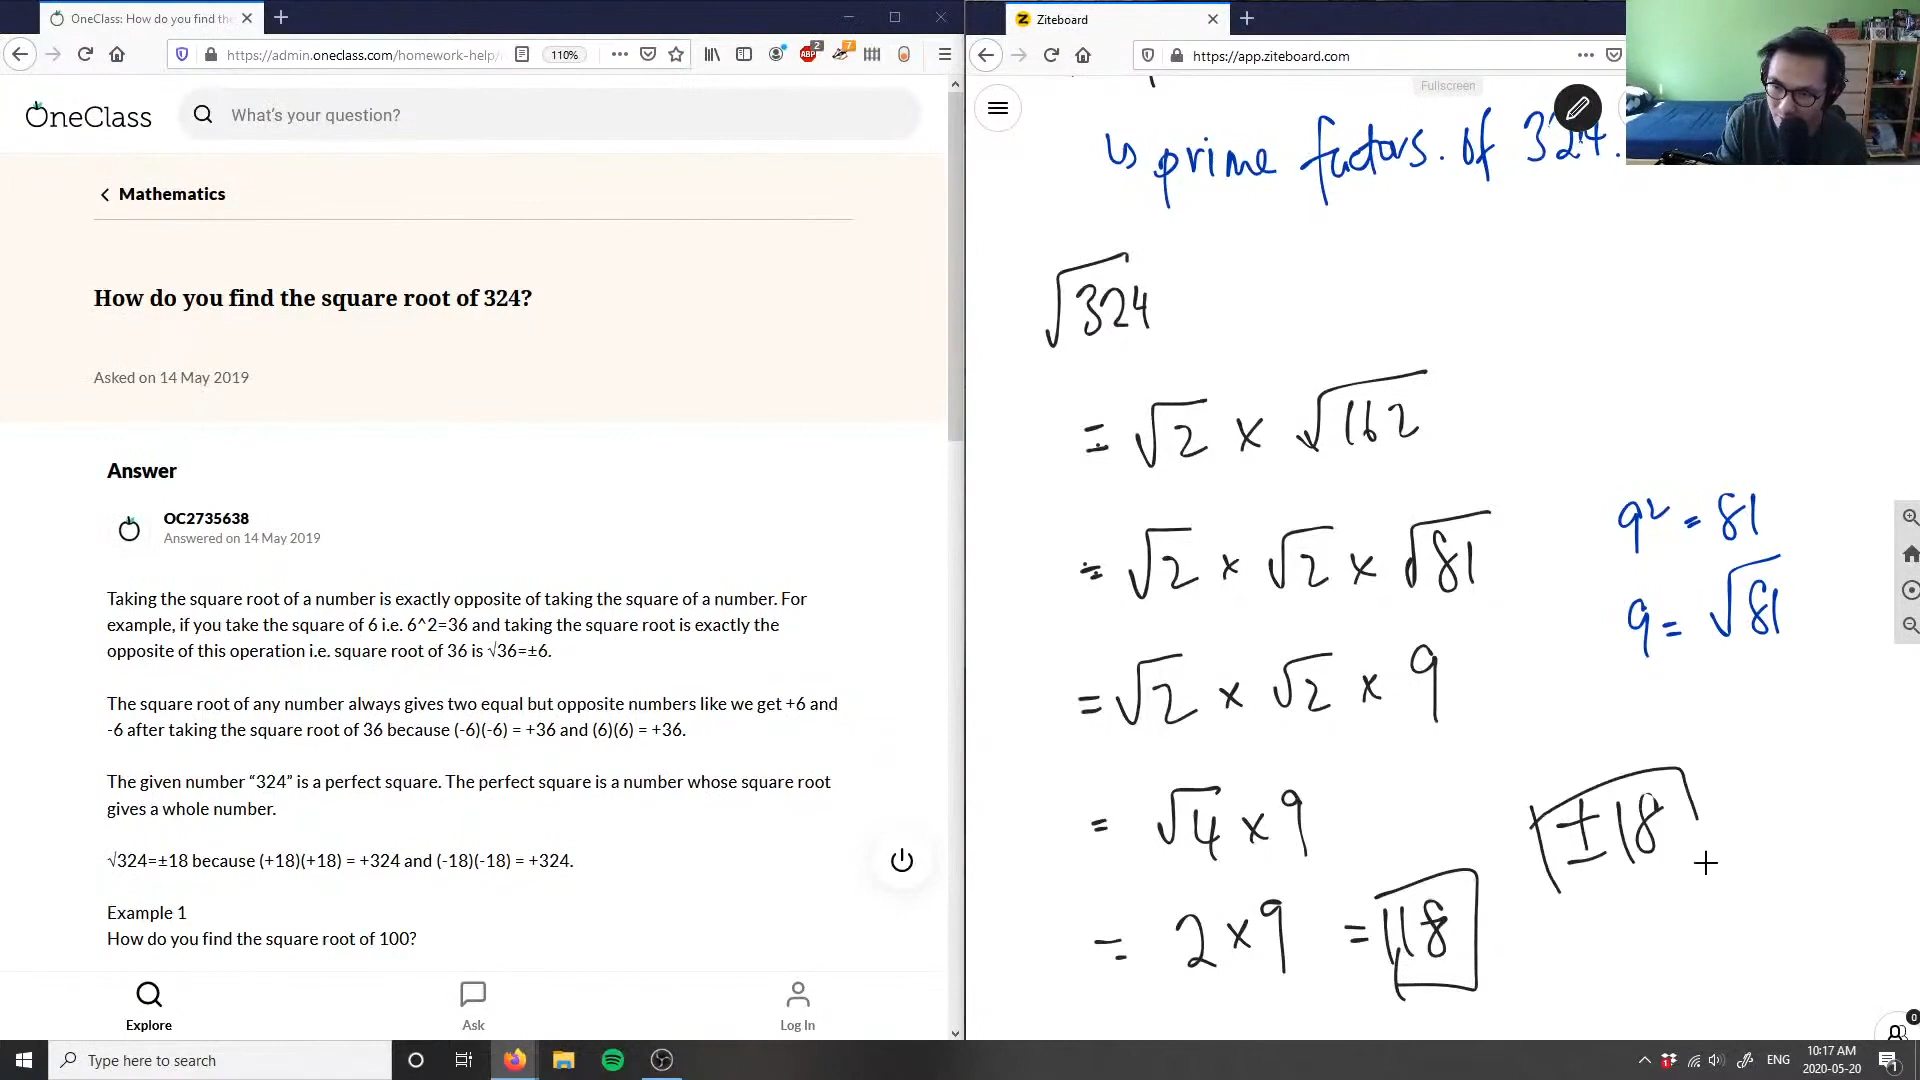 OneClass: How do you find the
https://admin.oneclass.com/homework-help/
110%
ABP
2
7
OneClass
What's your question?
Mathematics
How do you find the square root of 324?
Asked on 14 May 2019
Answer
OC2735638
Answered on 14 May 2019
Taking the square root of a number is exactly opposite of taking the square of a number. For
example, if you take the square of 6 i.e. 6^2=36 and taking the square root is exactly the
opposite of this operation i.e. square root of 36 is √36=±6.
The square root of any number always gives two equal but opposite numbers like we get +6 and
-6 after taking the square root of 36 because (-6)(-6) = +36 and (6)(6) = +36.
The given number “324” is a perfect square. The perfect square is a number whose square root
gives a whole number.
√324=±18 because (+18)(+18) = +324 and (-18)(-18) = +324.
Example 1
How do you find the square root of 100?
Explore
Ask
Log In
Ziteboard
https://app.ziteboard.com
Fullscreen
prime factors. of 324.
√324
= √2 × √162
= √2 × √2 × √81
9² = 81
9 = √81
= √2 × √2 × 9
= √4 × 9
±18
= 2 × 9 = 18
0
Type here to search
ENG
10:17 AM
2020-05-20
1